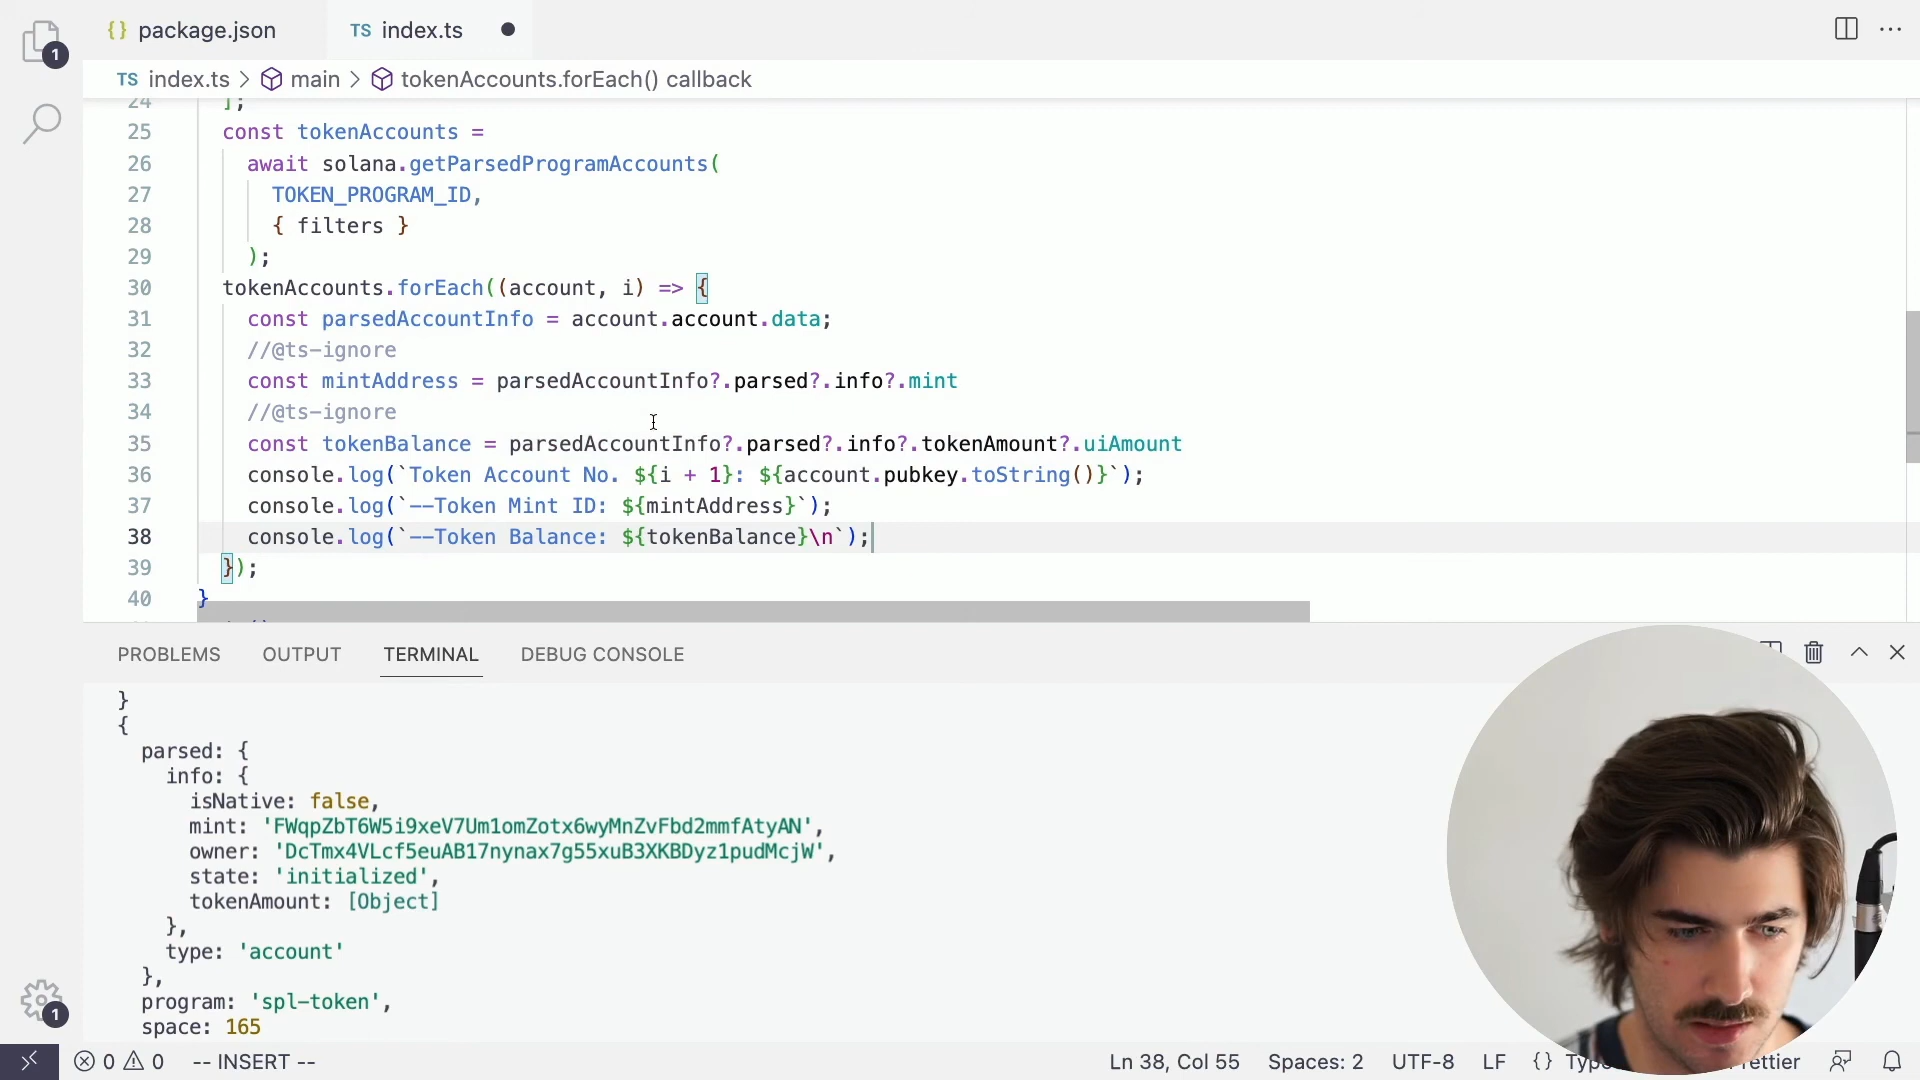 package.json
TS index.ts
1
TS index.ts > main > tokenAccounts.forEach() callback
24 ];
25 const tokenAccounts =
26 await solana.getParsedProgramAccounts(
27 TOKEN_PROGRAM_ID,
28 { filters }
29 );
30 tokenAccounts.forEach((account, i) => {
31 const parsedAccountInfo = account.account.data;
32 //@ts-ignore
33 const mintAddress = parsedAccountInfo?.parsed?.info?.mint
34 //@ts-ignore
35 const tokenBalance = parsedAccountInfo?.parsed?.info?.tokenAmount?.uiAmount
36 console.log(`Token Account No. ${i + 1}: ${account.pubkey.toString()}`);
37 console.log(`--Token Mint ID: ${mintAddress}`);
38 console.log(`--Token Balance: ${tokenBalance}\n`);
39 });
40 }
PROBLEMS OUTPUT TERMINAL DEBUG CONSOLE
}
{
parsed: {
info: {
isNative: false,
mint: 'FWqpZbT6W5i9xeV7Um1omZotx6wyMnZvFbd2mmfAtyAN',
owner: 'DcTmx4VLcf5euAB17nynax7g55xuB3XKBDyz1pudMcjW',
state: 'initialized',
tokenAmount: [Object]
},
type: 'account'
},
program: 'spl-token',
space: 165
1
0 0 -- INSERT -- Ln 38, Col 55 Spaces: 2 UTF-8 LF {}